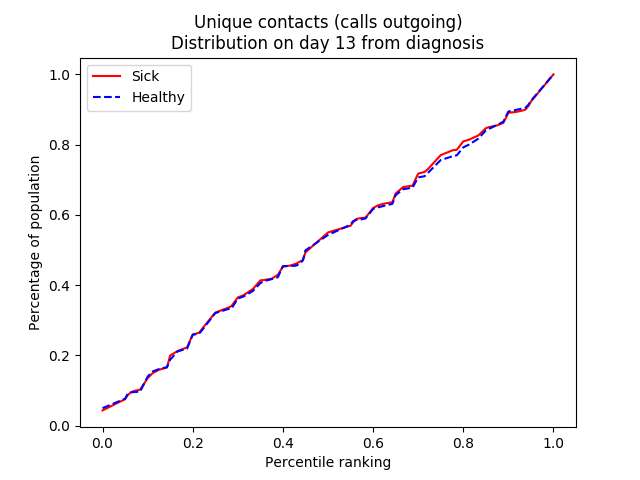 Unique contacts (calls outgoing)
Distribution on day 13 from diagnosis
Sick
Healthy
Percentage of population
1.0
0.8
0.6
0.4
0.2
0.0
0.0 0.2 0.4 0.6 0.8 1.0
Percentile ranking